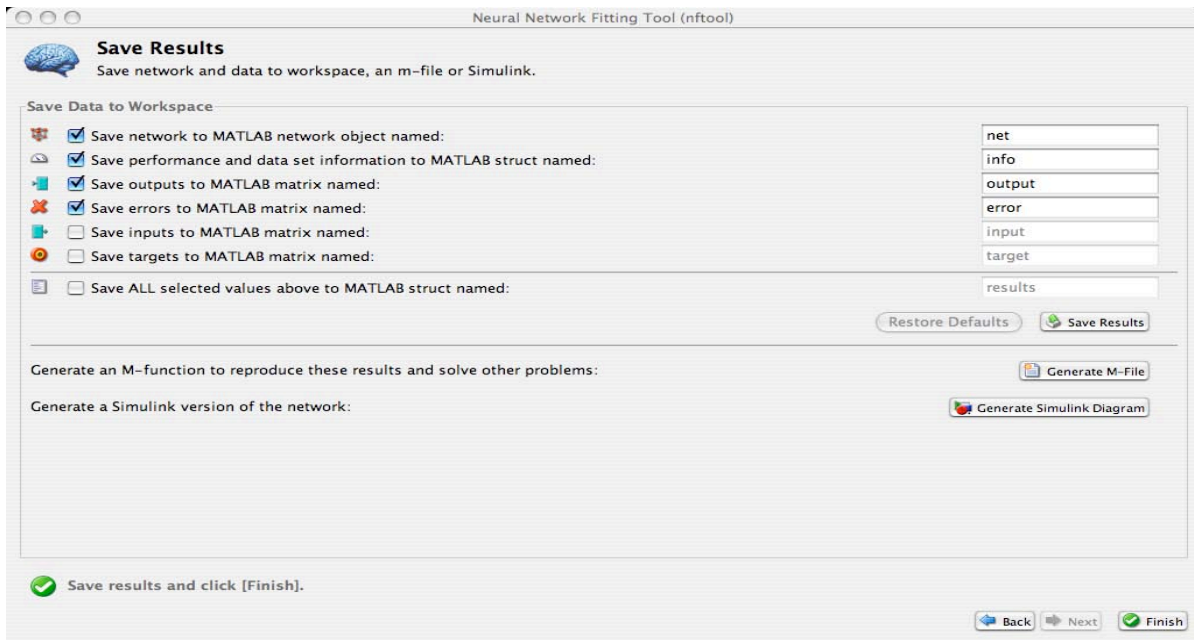 Neural Network Fitting Tool (nftool)
Save Results
Save network and data to workspace, an m-file or Simulink.
Save Data to Workspace
Save network to MATLAB network object named: net
Save performance and data set information to MATLAB struct named: info
Save outputs to MATLAB matrix named: output
Save errors to MATLAB matrix named: error
Save inputs to MATLAB matrix named: input
Save targets to MATLAB matrix named: target
Save ALL selected values above to MATLAB struct named: results
Restore Defaults Save Results
Generate an M-function to reproduce these results and solve other problems: Generate M-File
Generate a Simulink version of the network: Generate Simulink Diagram
Save results and click [Finish].
Back Next Finish